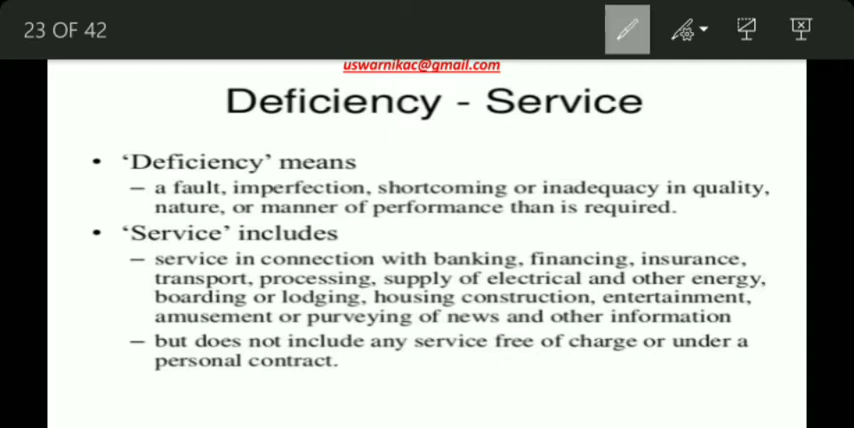 23 OF 42
uswarnikac@gmail.com
Deficiency - Service
• ‘Deficiency’ means
– a fault, imperfection, shortcoming or inadequacy in quality,
nature, or manner of performance than is required.
• ‘Service’ includes
– service in connection with banking, financing, insurance,
transport, processing, supply of electrical and other energy,
boarding or lodging, housing construction, entertainment,
amusement or purveying of news and other information
– but does not include any service free of charge or under a
personal contract.